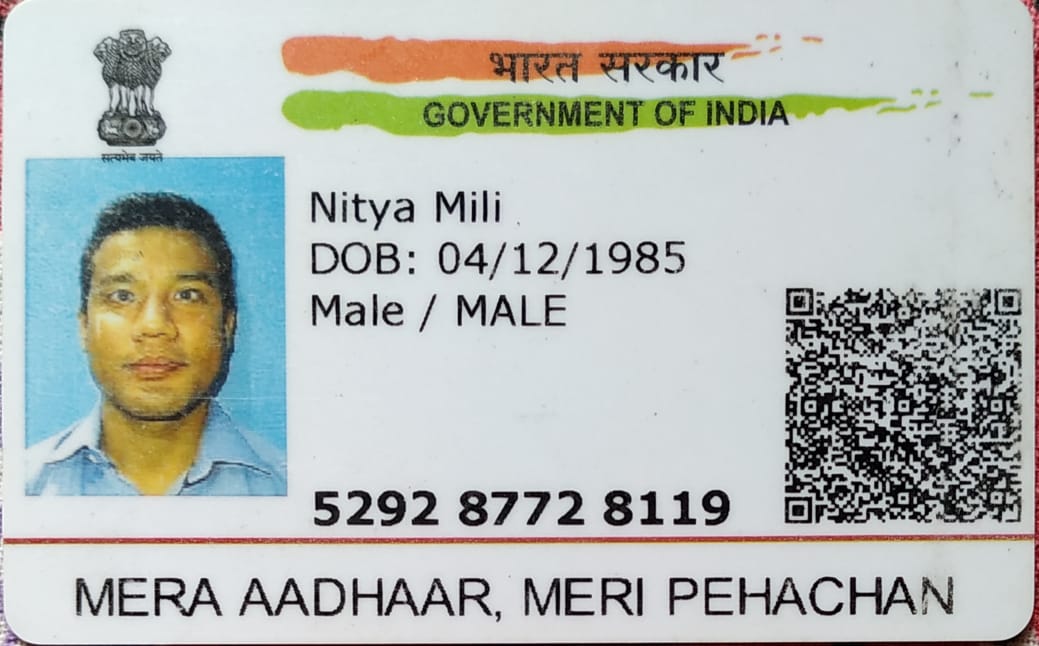 भारत सरकार
GOVERNMENT OF INDIA
सत्यमेव जयते
Nitya Mili
DOB: 04/12/1985
Male / MALE
5292 8772 8119
MERA AADHAAR, MERI PEHACHAN